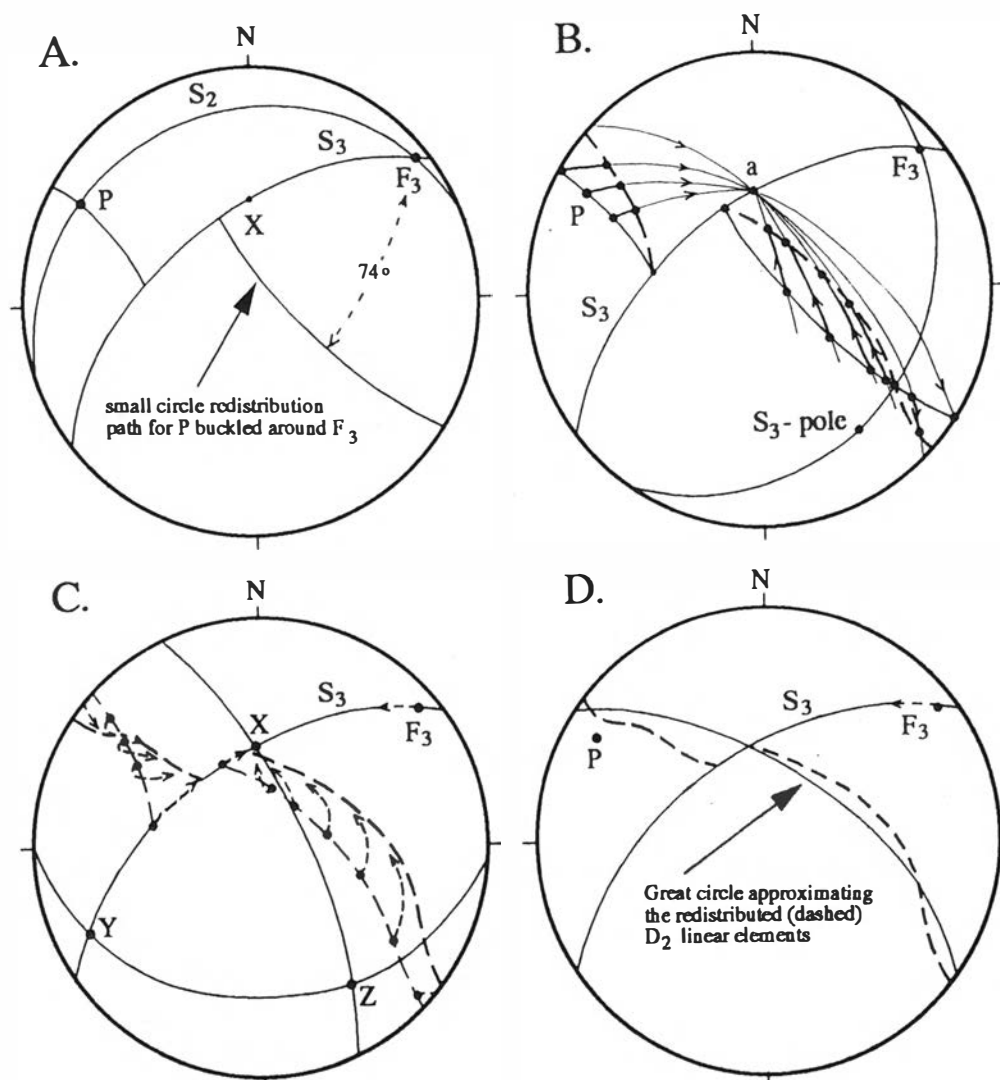 A.
N
S2
S3
P
F3
X
74°
small circle redistribution
path for P buckled around F3
B.
N
a
F3
P
S3
S3- pole
C.
N
S3
X
F3
Y
Z
D.
N
S3
F3
P
Great circle approximating
the redistributed (dashed)
D2 linear elements